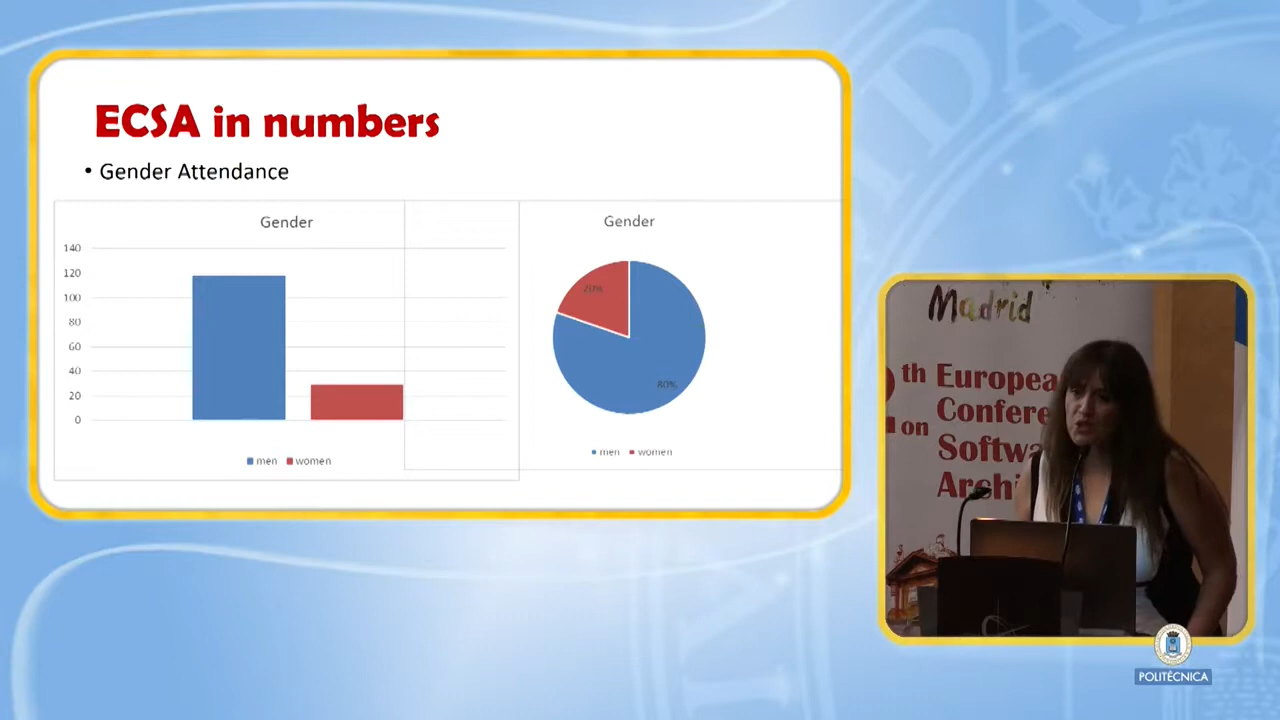 ECSA in numbers
• Gender Attendance
Gender
140
120
100
80
60
40
20
0
men women
Gender
20%
80%
men women
Madrid
th Europea
Confere
on
Softwa
Archi
POLITÉCNICA